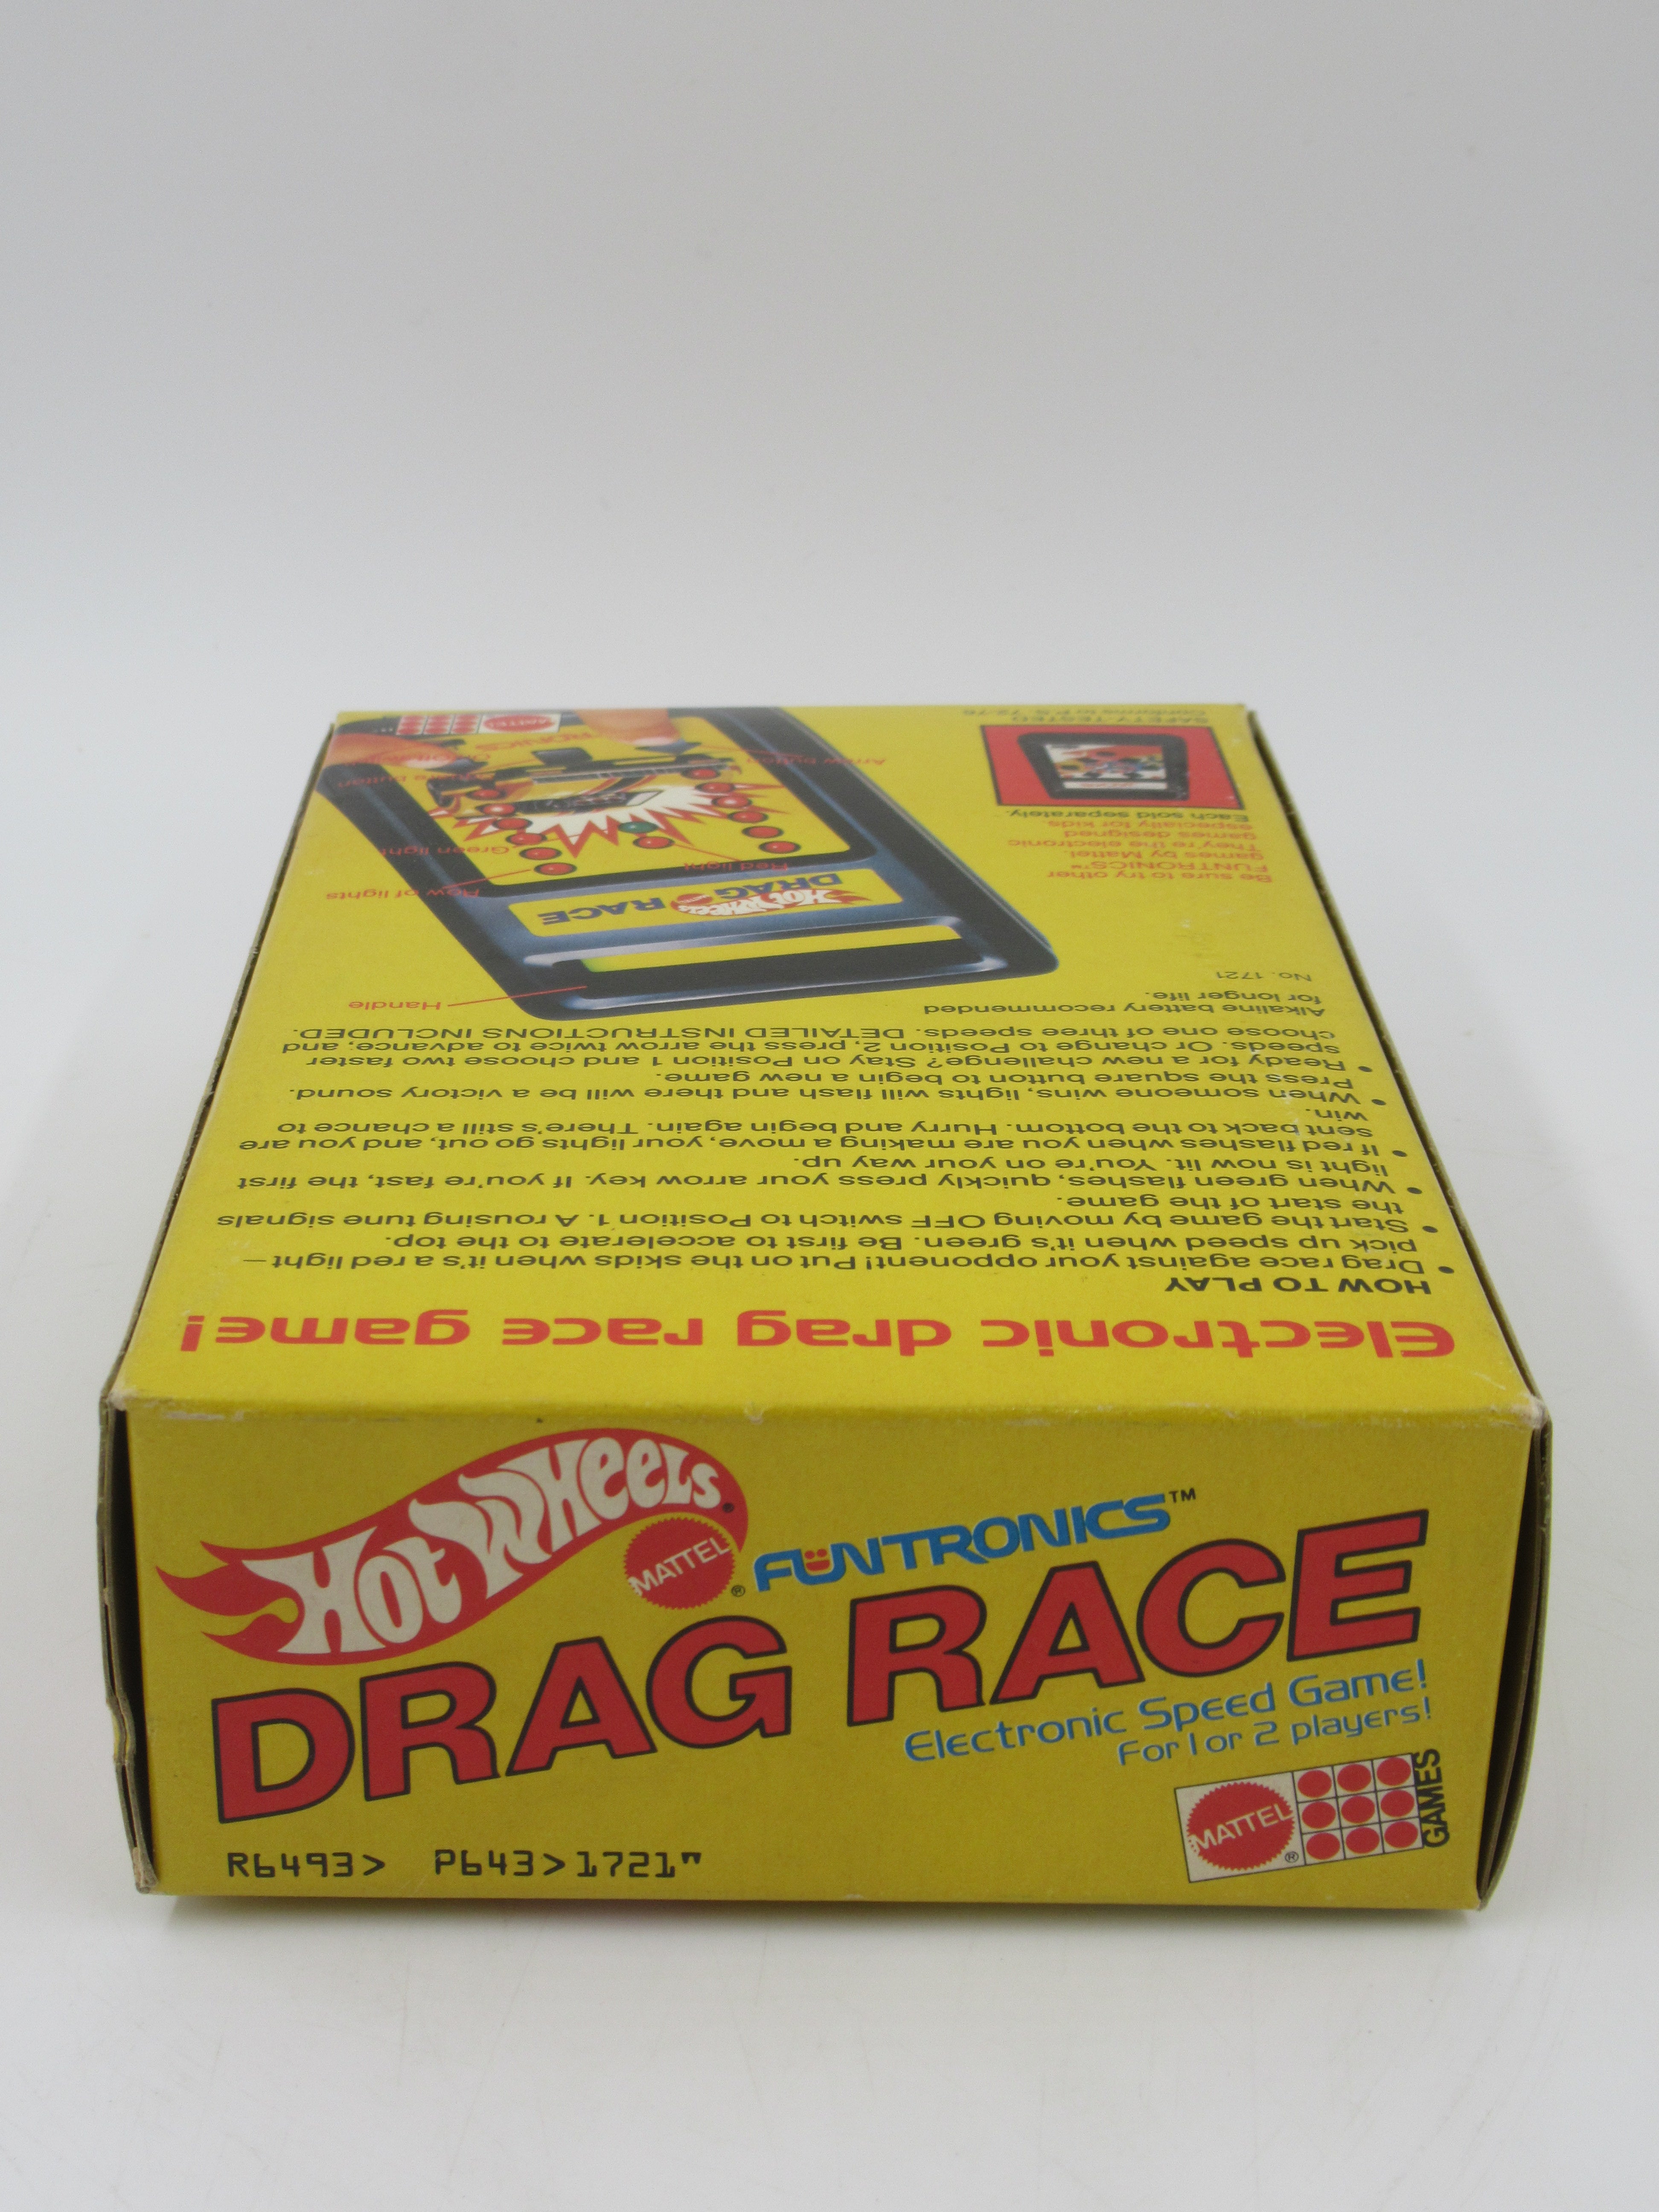 Electronic drag race game!
HOW TO PLAY
• Drag race against your opponent! Put on the skids when it's a red light —
pick up speed when it's green. Be first to accelerate to the top.
• Start the game by moving OFF switch to Position 1. A rousing tune signals
the start of the game.
• When green flashes, quickly press your arrow key. If you're fast, the first
light is now lit. You're on your way up.
• If red flashes when you are making a move, your lights go out, and you are
sent back to the bottom. Hurry and begin again. There's still a chance to
win.
• When someone wins, lights will flash and there will be a victory sound.
Press the square button to begin a new game.
• Ready for a new challenge? Stay on Position 1 and choose two faster
speeds. Or change to Position 2, press the arrow twice to advance, and
choose one of three speeds. DETAILED INSTRUCTIONS INCLUDED.
Alkaline battery recommended
for longer life.
No. 1721
Handle
Hot Wheels
MATTEL
DRAG RACE
Row of lights
Red light
Green light
Arrow button
button
MATTEL
Be sure to try other
FUNTRONICS™
games by Mattel
They're the electronic
games designed
especially for kids
Each sold separately.
SAFETY-TESTED
Conforms to P.S. 72-76
Hot Wheels®
MATTEL®
FUNTRONICS™
DRAG RACE
Electronic Speed Game!
For 1 or 2 players!
MATTEL®
GAMES
R6493> P643>1721"